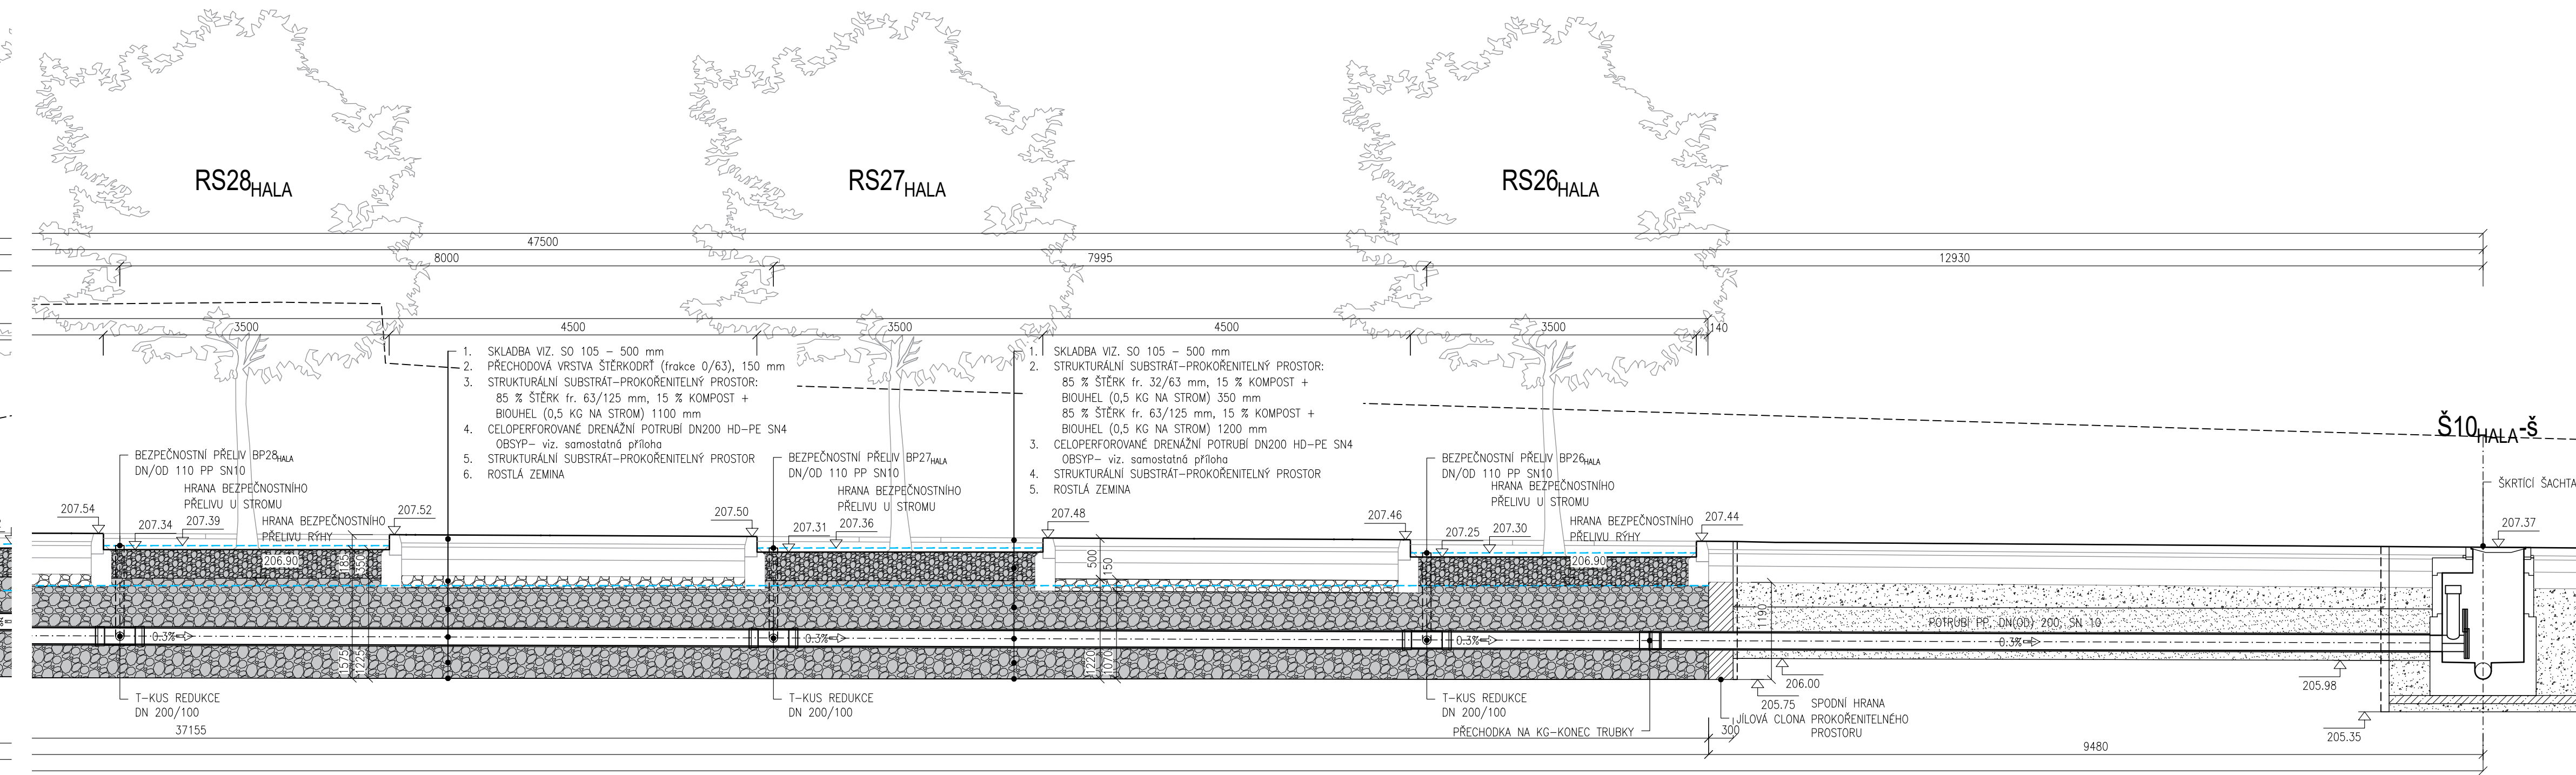 RS28HALA
RS27HALA
RS26HALA
47500
8000
7995
12930
3500
4500
3500
4500
3500
140
1. SKLADBA VIZ. SO 105 – 500 mm
2. PŘECHODOVÁ VRSTVA ŠTĚRKODRŤ (frakce 0/63), 150 mm
3. STRUKTURÁLNÍ SUBSTRÁT–PROKOŘENITELNÝ PROSTOR:
85 % ŠTĚRK fr. 63/125 mm, 15 % KOMPOST +
BIOUHEL (0,5 KG NA STROM) 1100 mm
4. CELOPERFOROVANÉ DRENÁŽNÍ POTRUBÍ DN200 HD–PE SN4
OBSYP– viz. samostatná příloha
5. STRUKTURÁLNÍ SUBSTRÁT–PROKOŘENITELNÝ PROSTOR
6. ROSTLÁ ZEMINA
1. SKLADBA VIZ. SO 105 – 500 mm
2. STRUKTURÁLNÍ SUBSTRÁT–PROKOŘENITELNÝ PROSTOR:
85 % ŠTĚRK fr. 32/63 mm, 15 % KOMPOST +
BIOUHEL (0,5 KG NA STROM) 350 mm
85 % ŠTĚRK fr. 63/125 mm, 15 % KOMPOST +
BIOUHEL (0,5 KG NA STROM) 1200 mm
3. CELOPERFOROVANÉ DRENÁŽNÍ POTRUBÍ DN200 HD–PE SN4
OBSYP– viz. samostatná příloha
4. STRUKTURÁLNÍ SUBSTRÁT–PROKOŘENITELNÝ PROSTOR
5. ROSTLÁ ZEMINA
Š10HALA-š
ŠKRTÍCÍ ŠACHTA
BEZPEČNOSTNÍ PŘELIV BP28HALA
DN/OD 110 PP SN10
HRANA BEZPEČNOSTNÍHO
PŘELIVU U STROMU
HRANA BEZPEČNOSTNÍHO
PŘELIVU RÝHY
BEZPEČNOSTNÍ PŘELIV BP27HALA
DN/OD 110 PP SN10
HRANA BEZPEČNOSTNÍHO
PŘELIVU U STROMU
BEZPEČNOSTNÍ PŘELIV BP26HALA
DN/OD 110 PP SN10
HRANA BEZPEČNOSTNÍHO
PŘELIVU U STROMU
HRANA BEZPEČNOSTNÍHO
PŘELIVU RÝHY
207.54
207.34
207.39
207.52
207.50
207.31
207.36
207.48
207.46
207.25
207.30
207.44
207.37
206.90
206.90
185
500
500
150
1190
POTRUBÍ PP, DN(OD) 200, SN 10
0.3%
0.3%
0.3%
0.3%
1575
1225
1220
1070
206.00
205.98
205.75
SPODNÍ HRANA
PROKOŘENITELNÉHO
PROSTORU
JÍLOVÁ CLONA
205.35
T–KUS REDUKCE
DN 200/100
T–KUS REDUKCE
DN 200/100
T–KUS REDUKCE
DN 200/100
PŘECHODKA NA KG–KONEC TRUBKY
37155
300
9480